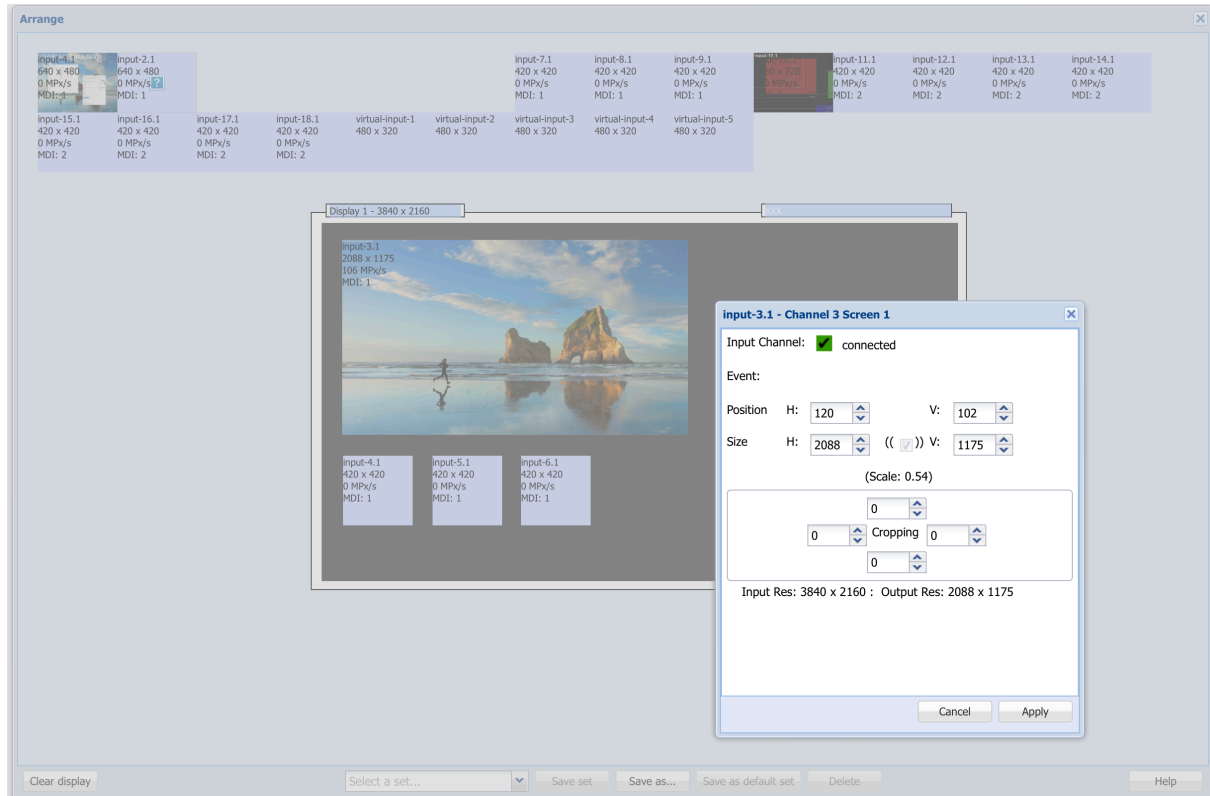 Arrange
input-4.1
640 x 480
0 MPx/s
MDI: 1
input-2.1
640 x 480
0 MPx/s ?
MDI: 1
input-7.1
420 x 420
0 MPx/s
MDI: 1
input-8.1
420 x 420
0 MPx/s
MDI: 1
input-9.1
420 x 420
0 MPx/s
MDI: 1
input-11.1
420 x 420
0 MPx/s
MDI: 2
input-12.1
420 x 420
0 MPx/s
MDI: 2
input-13.1
420 x 420
0 MPx/s
MDI: 2
input-14.1
420 x 420
0 MPx/s
MDI: 2
input-15.1
420 x 420
0 MPx/s
MDI: 2
input-16.1
420 x 420
0 MPx/s
MDI: 2
input-17.1
420 x 420
0 MPx/s
MDI: 2
input-18.1
420 x 420
0 MPx/s
MDI: 2
virtual-input-1
480 x 320
virtual-input-2
480 x 320
virtual-input-3
480 x 320
virtual-input-4
480 x 320
virtual-input-5
480 x 320
Display 1 - 3840 x 2160
xxx
input-3.1
2088 x 1175
106 MPx/s
MDI: 1
input-4.1
420 x 420
0 MPx/s
MDI: 1
input-5.1
420 x 420
0 MPx/s
MDI: 1
input-6.1
420 x 420
0 MPx/s
MDI: 1
input-3.1 - Channel 3 Screen 1
Input Channel: connected
Event:
Position H: 120 V: 102
Size H: 2088 (( )) V: 1175
(Scale: 0.54)
0
0 Cropping 0
0
Input Res: 3840 x 2160 : Output Res: 2088 x 1175
Cancel Apply
Clear display Select a set... Save set Save as... Save as default set Delete Help